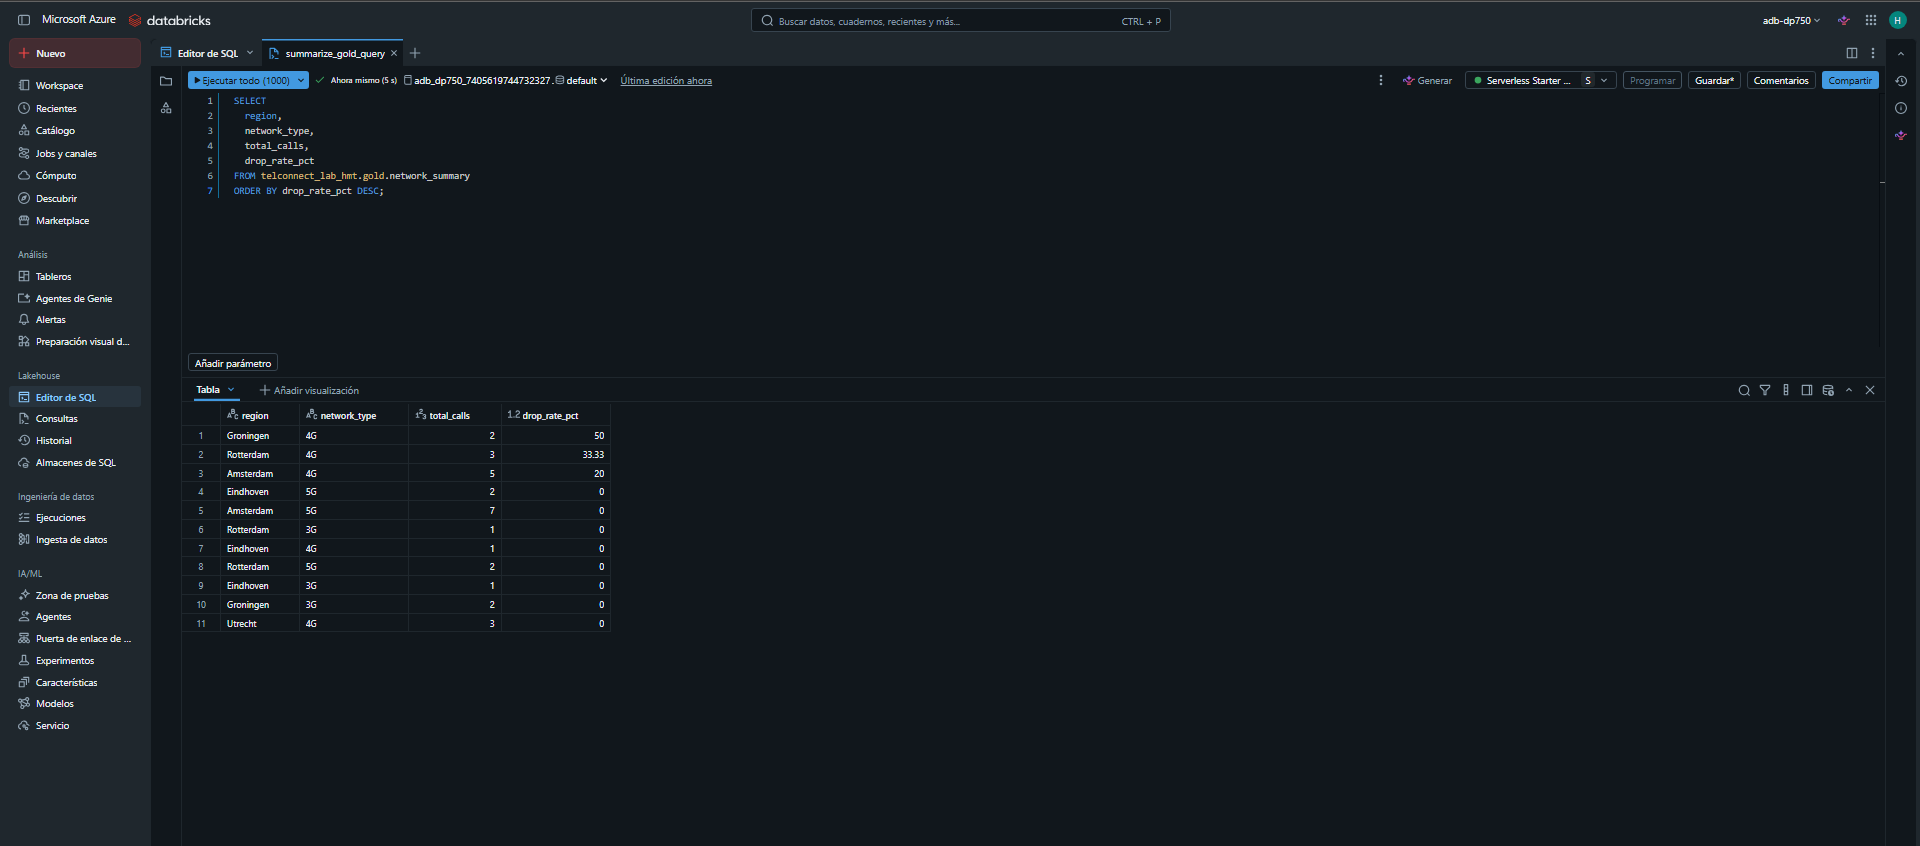 Microsoft Azure databricks
Buscar datos, cuadernos, recientes y más... CTRL + P
adb-dp750 H
Nuevo
Workspace
Recientes
Catálogo
Jobs y canales
Cómputo
Descubrir
Marketplace
Análisis
Tableros
Agentes de Genie
Alertas
Preparación visual d...
Lakehouse
Editor de SQL
Consultas
Historial
Almacenes de SQL
Ingeniería de datos
Ejecuciones
Ingesta de datos
IA/ML
Zona de pruebas
Agentes
Puerta de enlace de ...
Experimentos
Características
Modelos
Servicio
Editor de SQL summarize_gold_query
Ejecutar todo (1000) Ahora mismo (5 s) adb_dp750_7405619744732327. default Última edición ahora
Generar Serverless Starter ... S Programar Guardar* Comentarios Compartir
1 SELECT
2 region,
3 network_type,
4 total_calls,
5 drop_rate_pct
6 FROM telconnect_lab_hmt.gold.network_summary
7 ORDER BY drop_rate_pct DESC;
Añadir parámetro
Tabla Añadir visualización
region network_type total_calls 1.2 drop_rate_pct
1 Groningen 4G 2 50
2 Rotterdam 4G 3 33.33
3 Amsterdam 4G 5 20
4 Eindhoven 5G 2 0
5 Amsterdam 5G 7 0
6 Rotterdam 3G 1 0
7 Eindhoven 4G 1 0
8 Rotterdam 5G 2 0
9 Eindhoven 3G 1 0
10 Groningen 3G 2 0
11 Utrecht 4G 3 0